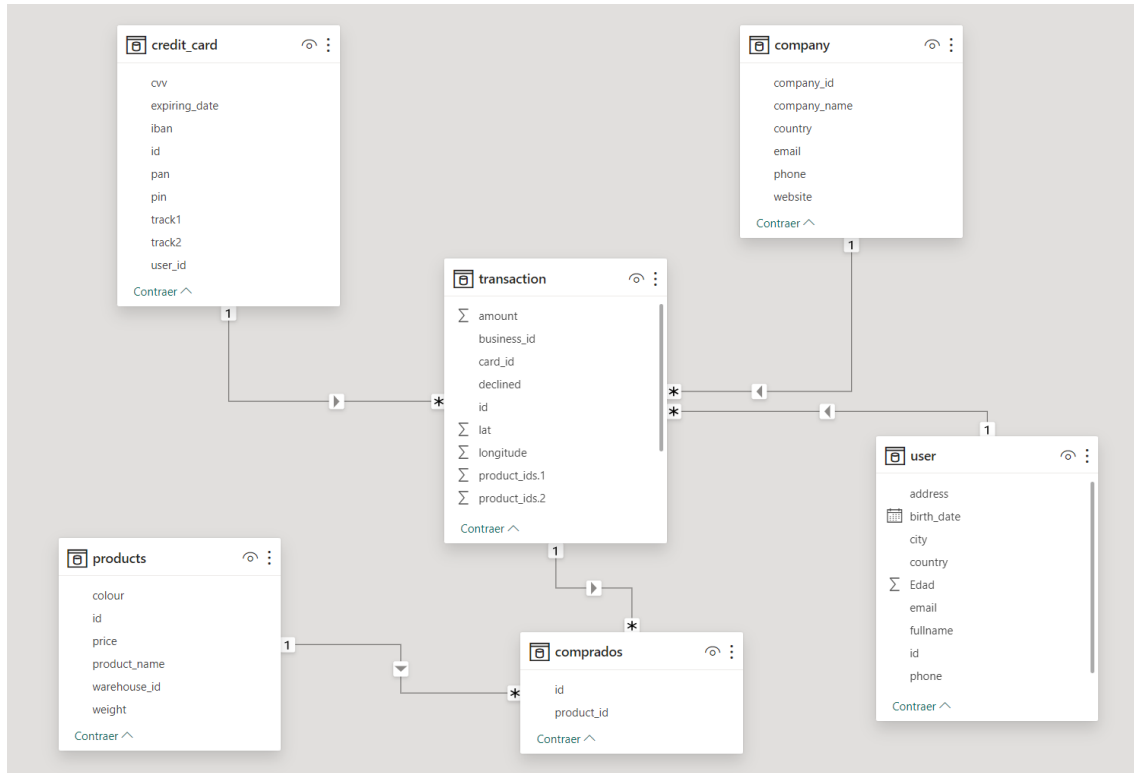 credit_card
cvv
expiring_date
iban
id
pan
pin
track1
track2
user_id
Contraer
1
company
company_id
company_name
country
email
phone
website
Contraer
1
transaction
amount
business_id
card_id
declined
id
lat
longitude
product_ids.1
product_ids.2
Contraer
1
*
*
*
user
address
birth_date
city
country
Edad
email
fullname
id
phone
Contraer
1
products
colour
id
price
product_name
warehouse_id
weight
Contraer
1
comprados
id
product_id
Contraer
*
*